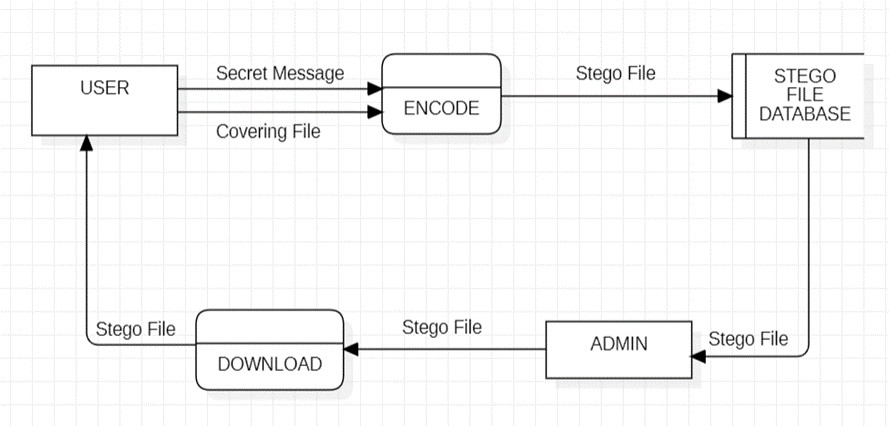 Secret Message
Stego File
USER
STEGO
FILE
DATABASE
ENCODE
Covering File
Stego File
Stego File
Stego File
DOWNLOAD
ADMIN